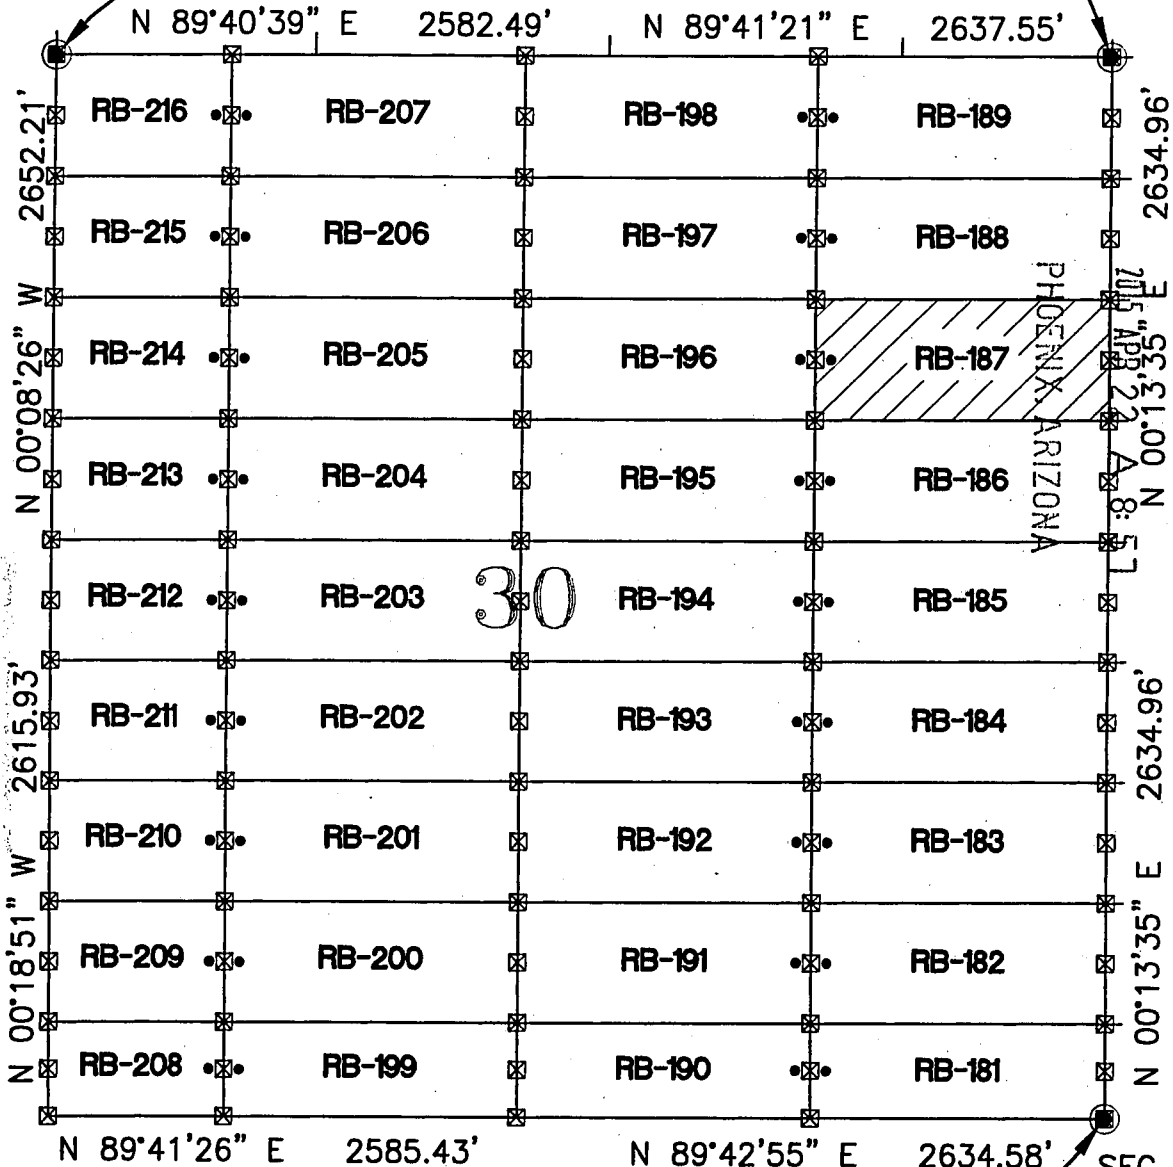 N 89°40'39" E 2582.49' N 89°41'21" E 2637.55'
RB-216 RB-207 RB-198 RB-189
N 00°08'26" W 2652.21'
N 00°13'35" E 2634.96'
RB-215 RB-206 RB-197 RB-188
RB-214 RB-205 RB-196 RB-187
PHOENIX, ARIZONA
2015 APR 22 A 8:57
RB-213 RB-204 RB-195 RB-186
RB-212 RB-203 RB-194 RB-185
30
RB-211 RB-202 RB-193 RB-184
N 00°18'51" W 2615.93'
N 00°13'35" E 2634.96'
RB-210 RB-201 RB-192 RB-183
RB-209 RB-200 RB-191 RB-182
RB-208 RB-199 RB-190 RB-181
N 89°41'26" E 2585.43' N 89°42'55" E 2634.58'
SEC